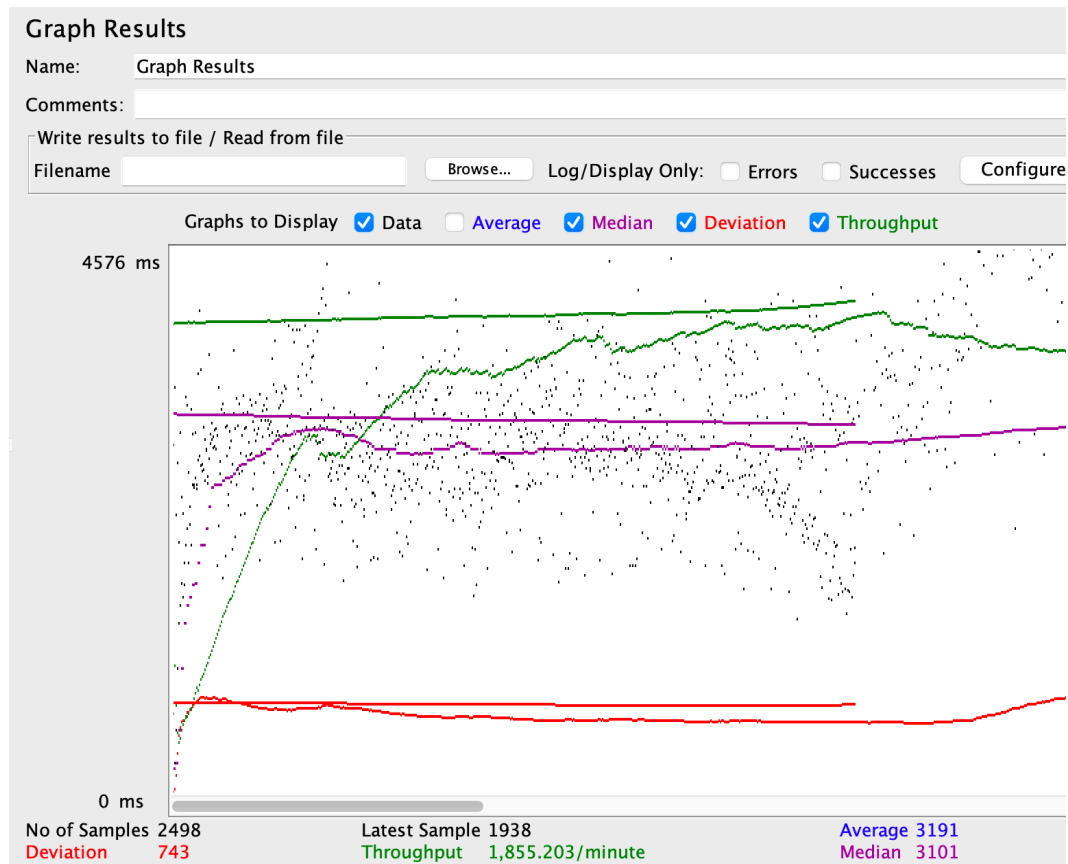 Graph Results
Name: Graph Results
Comments:
Write results to file / Read from file
Filename Browse... Log/Display Only: Errors Successes Configure
Graphs to Display Data Average Median Deviation Throughput
4576 ms
0 ms
No of Samples 2498 Latest Sample 1938 Average 3191
Deviation 743 Throughput 1,855.203/minute Median 3101